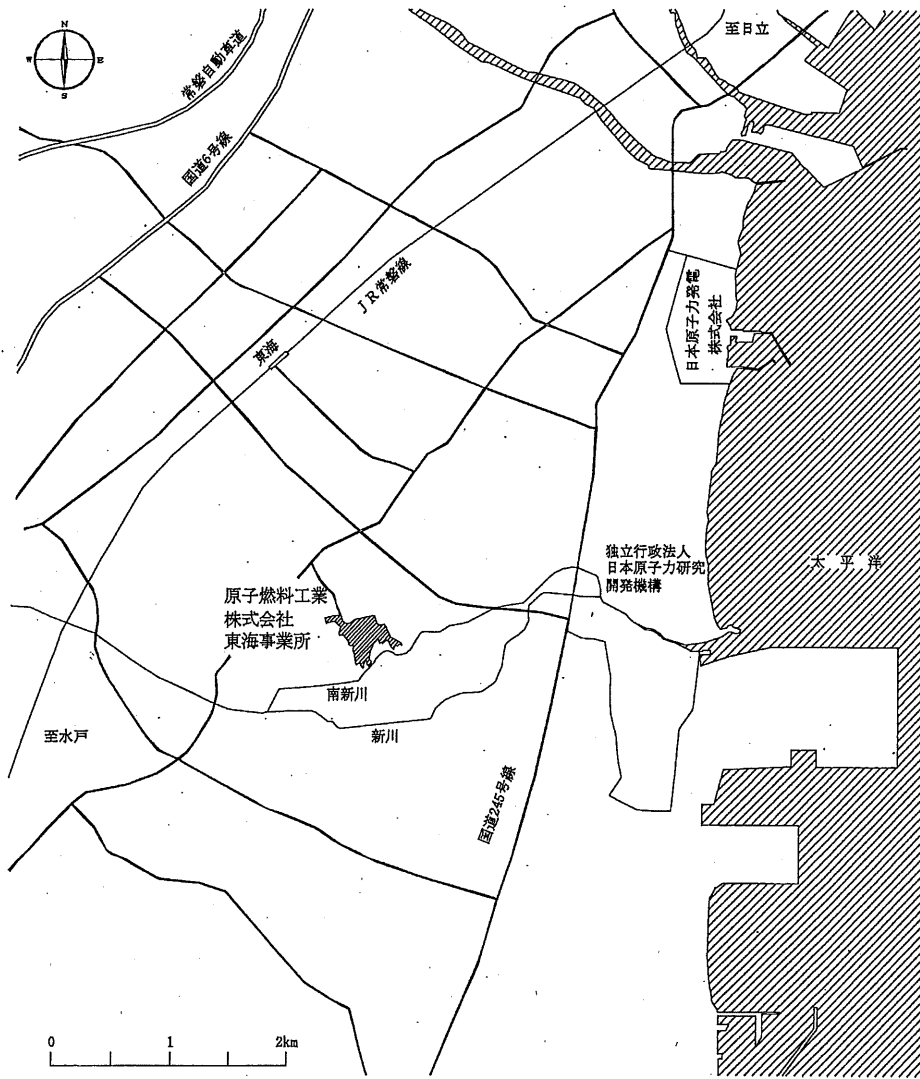 N
W
E
S
至日立
常磐自動車道
国道6号線
JR常磐線
東海
日本原子力発電
株式会社
独立行政法人
日本原子力研究
開発機構
太平洋
原子燃料工業
株式会社
東海事業所
南新川
新川
至水戸
国道245号線
0
1
2km